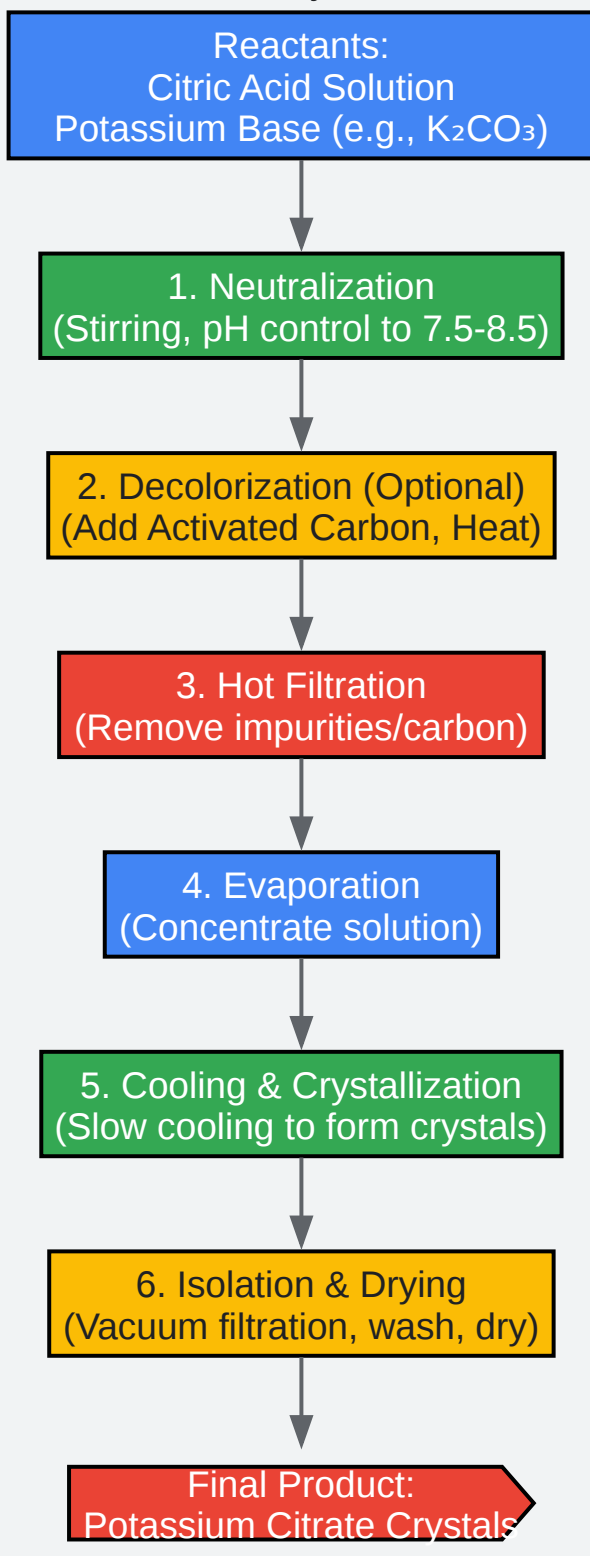 Reactants:
Citric Acid Solution
Potassium Base (e.g., K₂CO₃)
1. Neutralization
(Stirring, pH control to 7.5-8.5)
2. Decolorization (Optional)
(Add Activated Carbon, Heat)
3. Hot Filtration
(Remove impurities/carbon)
4. Evaporation
(Concentrate solution)
5. Cooling & Crystallization
(Slow cooling to form crystals)
6. Isolation & Drying
(Vacuum filtration, wash, dry)
Final Product:
Potassium Citrate Crystals